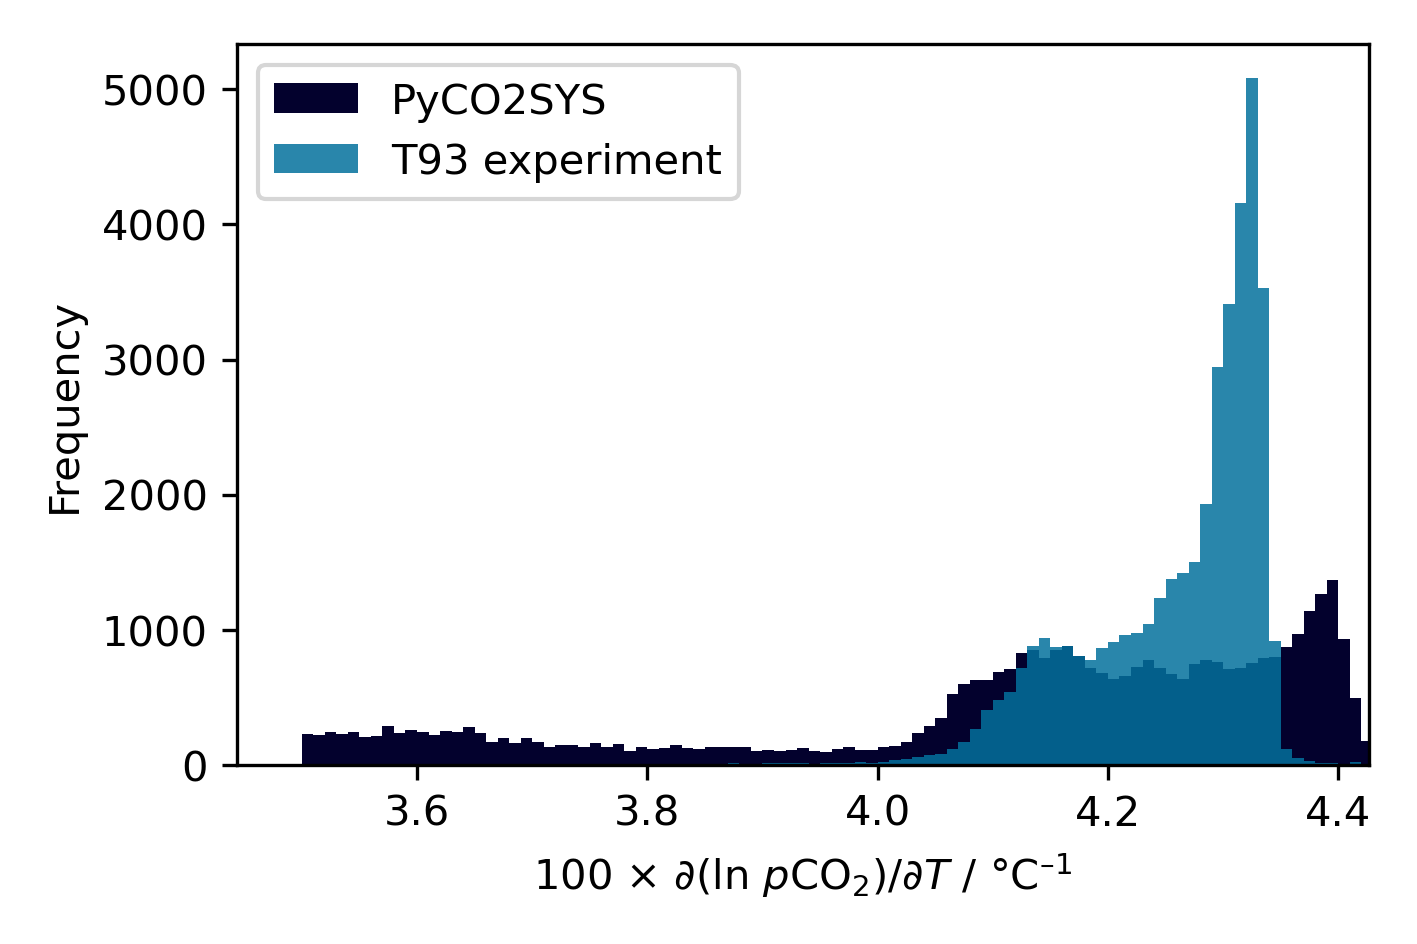 PyCO2SYS
T93 experiment
5000
4000
3000
2000
1000
0
Frequency
3.6 3.8 4.0 4.2 4.4
100 × ∂(ln pCO₂)/∂T / °C⁻¹